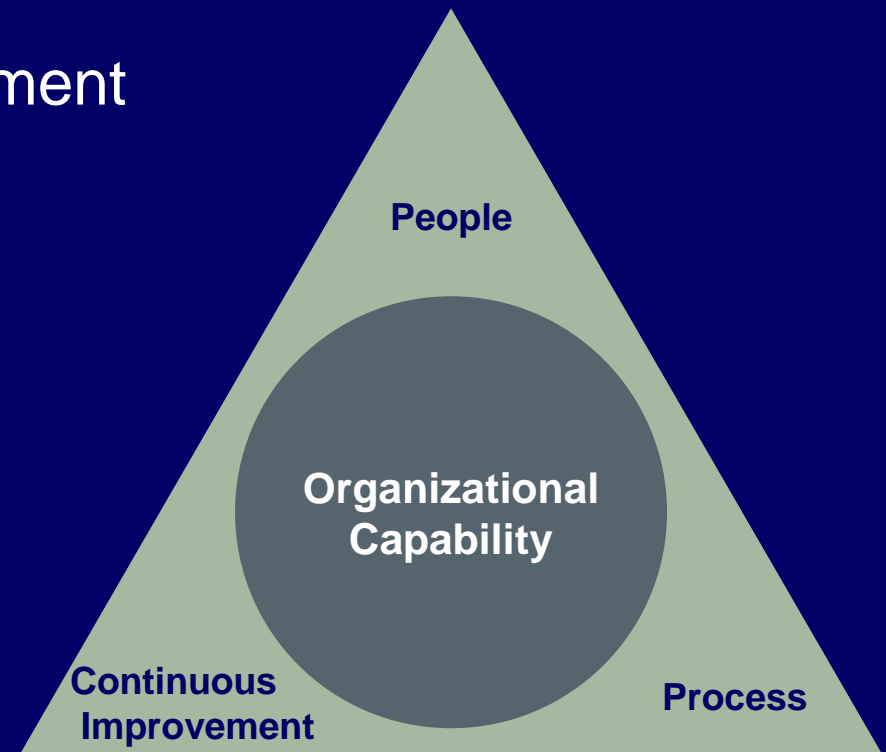 ment
People
Organizational
Capability
Continuous
Improvement
Process